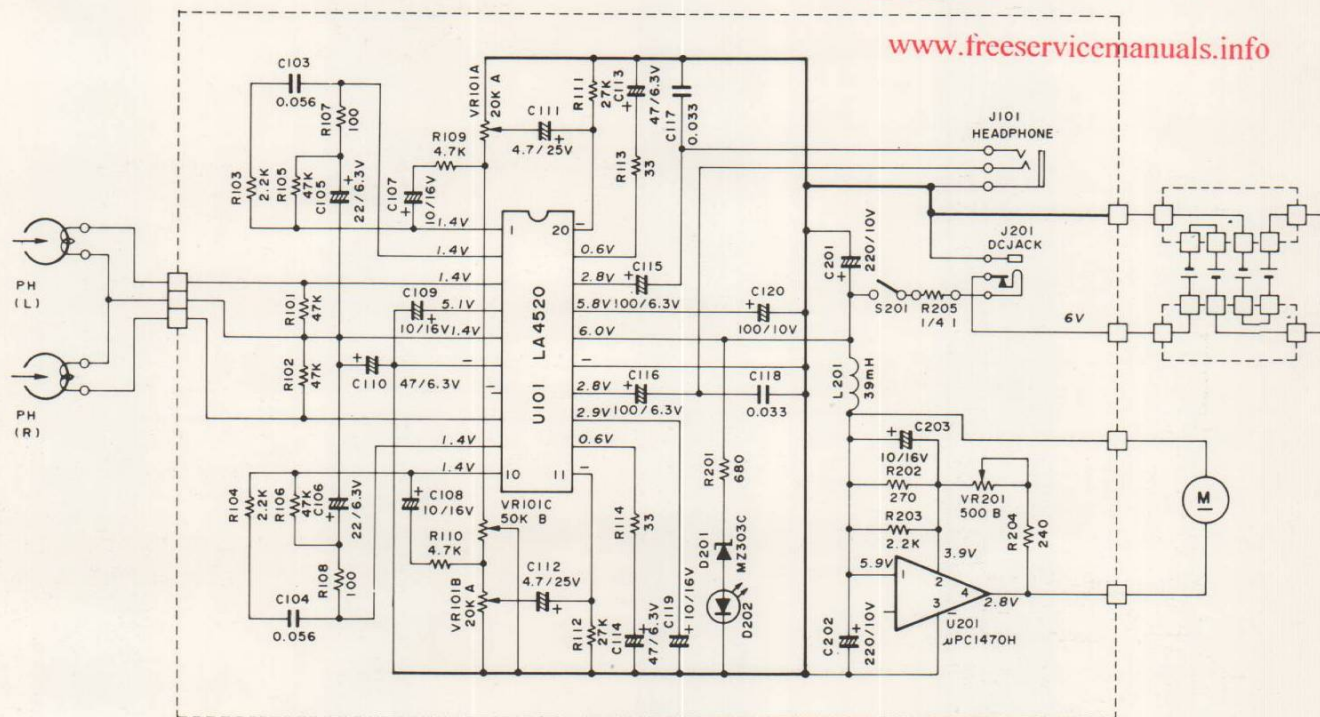 www.freeservicemanuals.info
C103
0.056
R107
100
R103
2.2K
R105
47K
C105
22/6.3V
+
VR101A
20K A
R109
4.7K
C107
10/16V
+
C111
4.7/25V
+
R111
27K
C113
47/6.3V
+
R113
33
C117
0.033
J101
HEADPHONE
J201
DCJACK
PH
(L)
PH
(R)
R101
47K
R102
47K
1.4V
1.4V
1.4V
5.1V
1.4V
-
-
1.4V
1.4V
1
20
10
11
U101 LA4520
-
0.6V
2.8V
5.8V
6.0V
-
2.8V
2.9V
0.6V
-
C109
10/16V
+
C110
47/6.3V
+
C115
100/6.3V
+
C120
100/10V
+
C116
100/6.3V
+
C118
0.033
C201
220/10V
+
S201
R205
1/4 1
6V
L201
39mH
R104
2.2K
R106
47K
C106
22/6.3V
+
R108
100
C104
0.056
C108
10/16V
+
R110
4.7K
VR101C
50K B
VR101B
20K A
C112
4.7/25V
+
R112
27K
R114
33
C114
47/6.3V
+
C119
10/16V
+
R201
680
D201
MZ303C
D202
C203
10/16V
+
R202
270
R203
2.2K
VR201
500 B
R204
240
5.9V
3.9V
2.8V
1
2
3
4
-
U201
μPC1470H
C202
220/10V
+
M